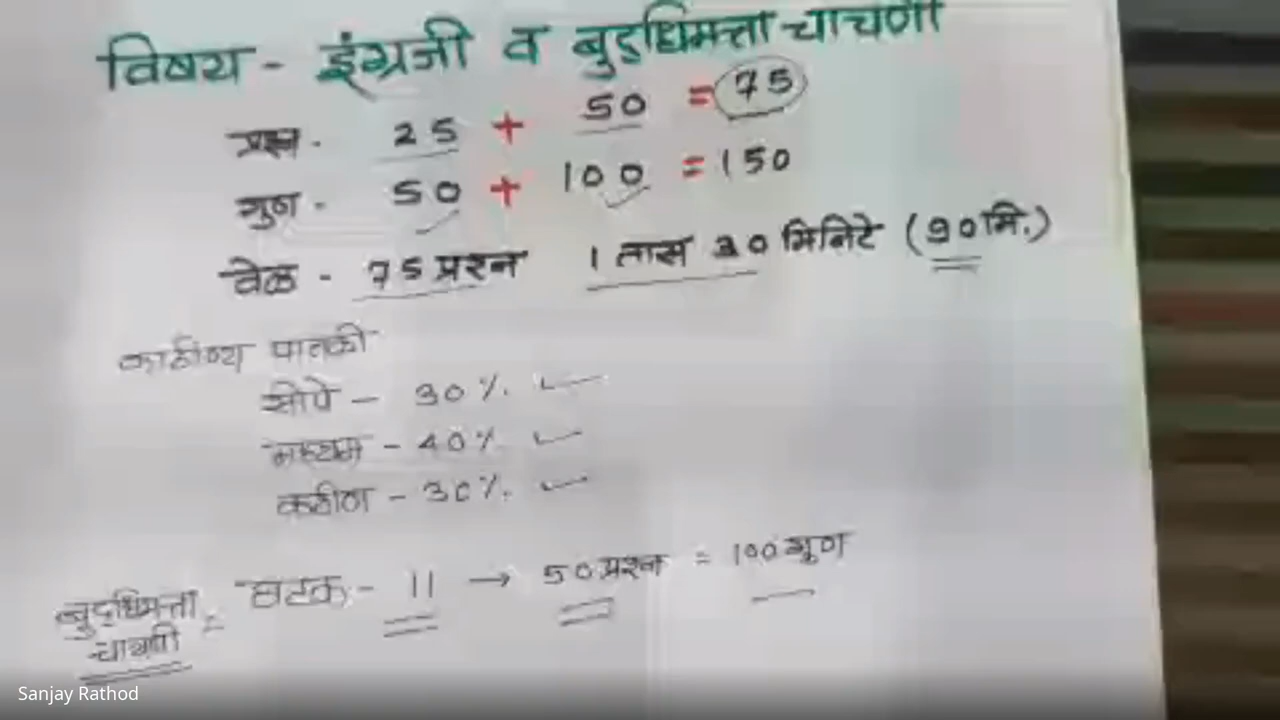 विषय - इंग्रजी व बुद्धिमत्ता चाचणी
प्रश्न - 25 + 50 = 75
गुण - 50 + 100 = 150
वेळ - 75 प्रश्न 1 तास 30 मिनिटे (90 मि.)
काठीण्य पातळी
सोपे - 30 %.
मध्यम - 40 %.
कठीण - 30 %.
बुद्धिमत्ता चाचणी = घटक - 11 → 50 प्रश्न = 100 गुण
Sanjay Rathod